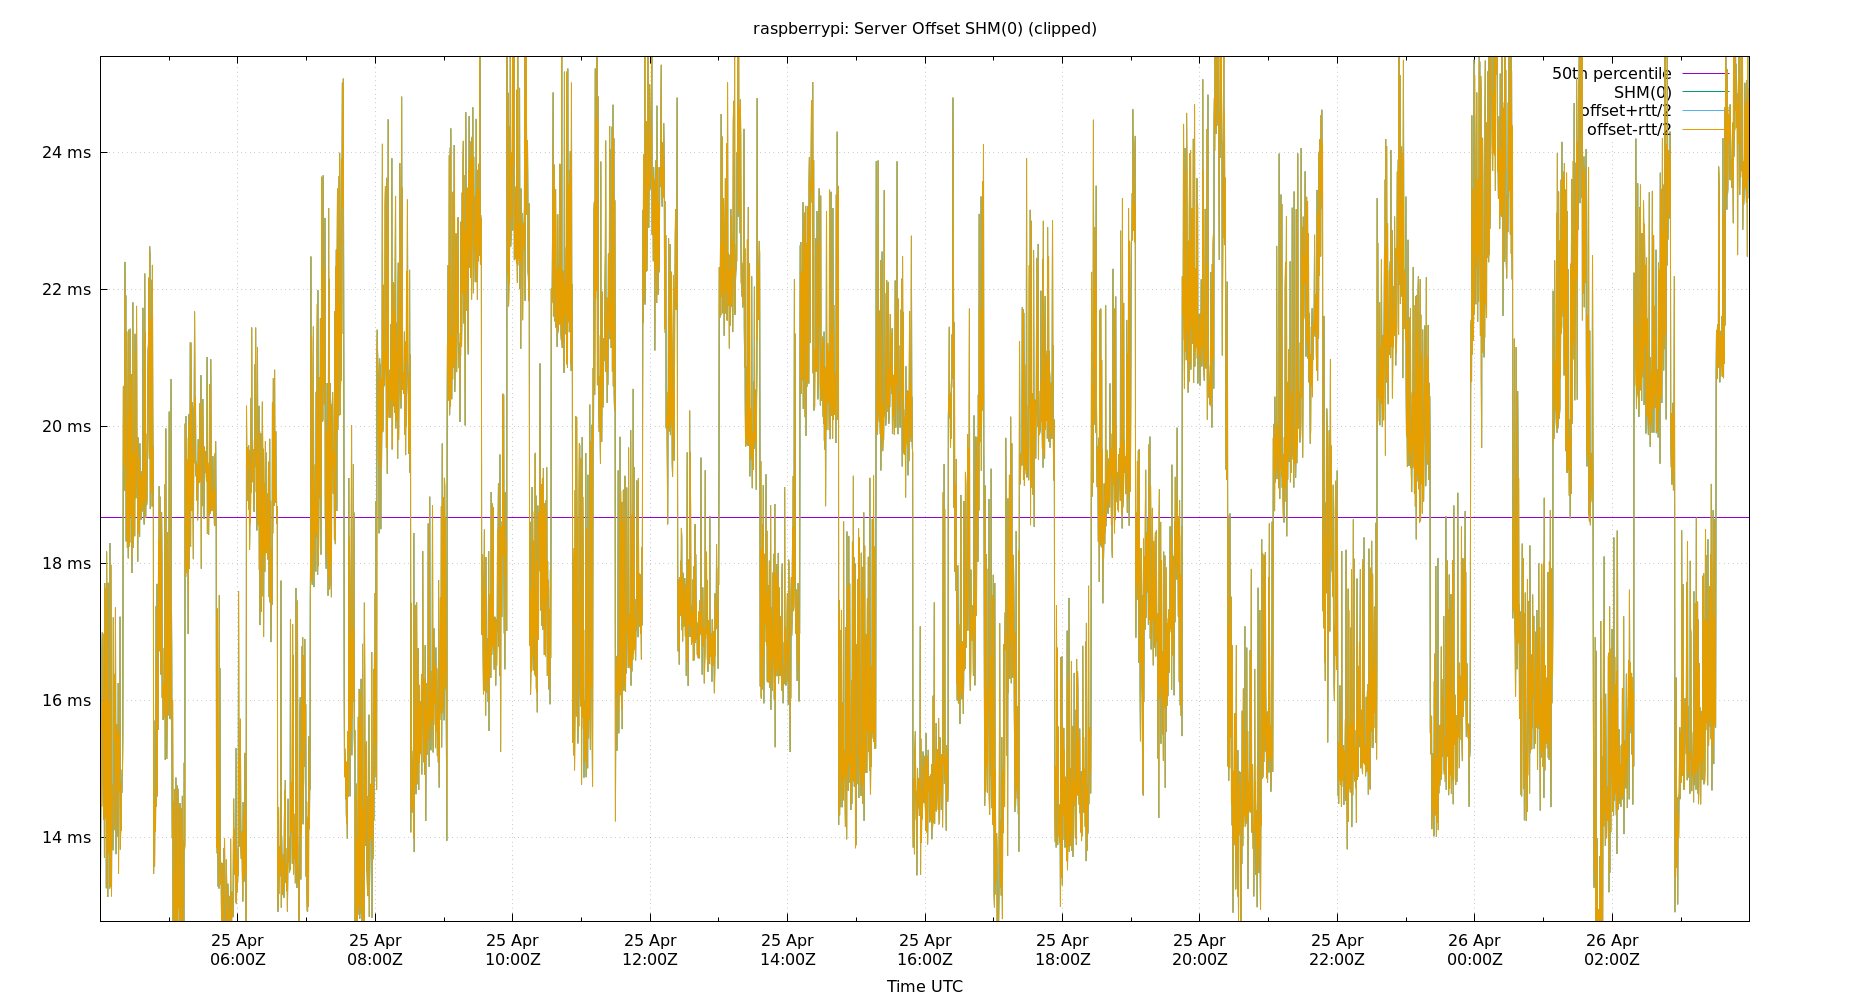 raspberrypi: Server Offset SHM(0) (clipped)
50th percentile
SHM(0)
offset+rtt/2
offset-rtt/2
24 ms
22 ms
20 ms
18 ms
16 ms
14 ms
25 Apr 25 Apr 25 Apr 25 Apr 25 Apr 25 Apr 25 Apr 25 Apr 25 Apr 26 Apr 26 Apr
06:00Z 08:00Z 10:00Z 12:00Z 14:00Z 16:00Z 18:00Z 20:00Z 22:00Z 00:00Z 02:00Z
Time UTC